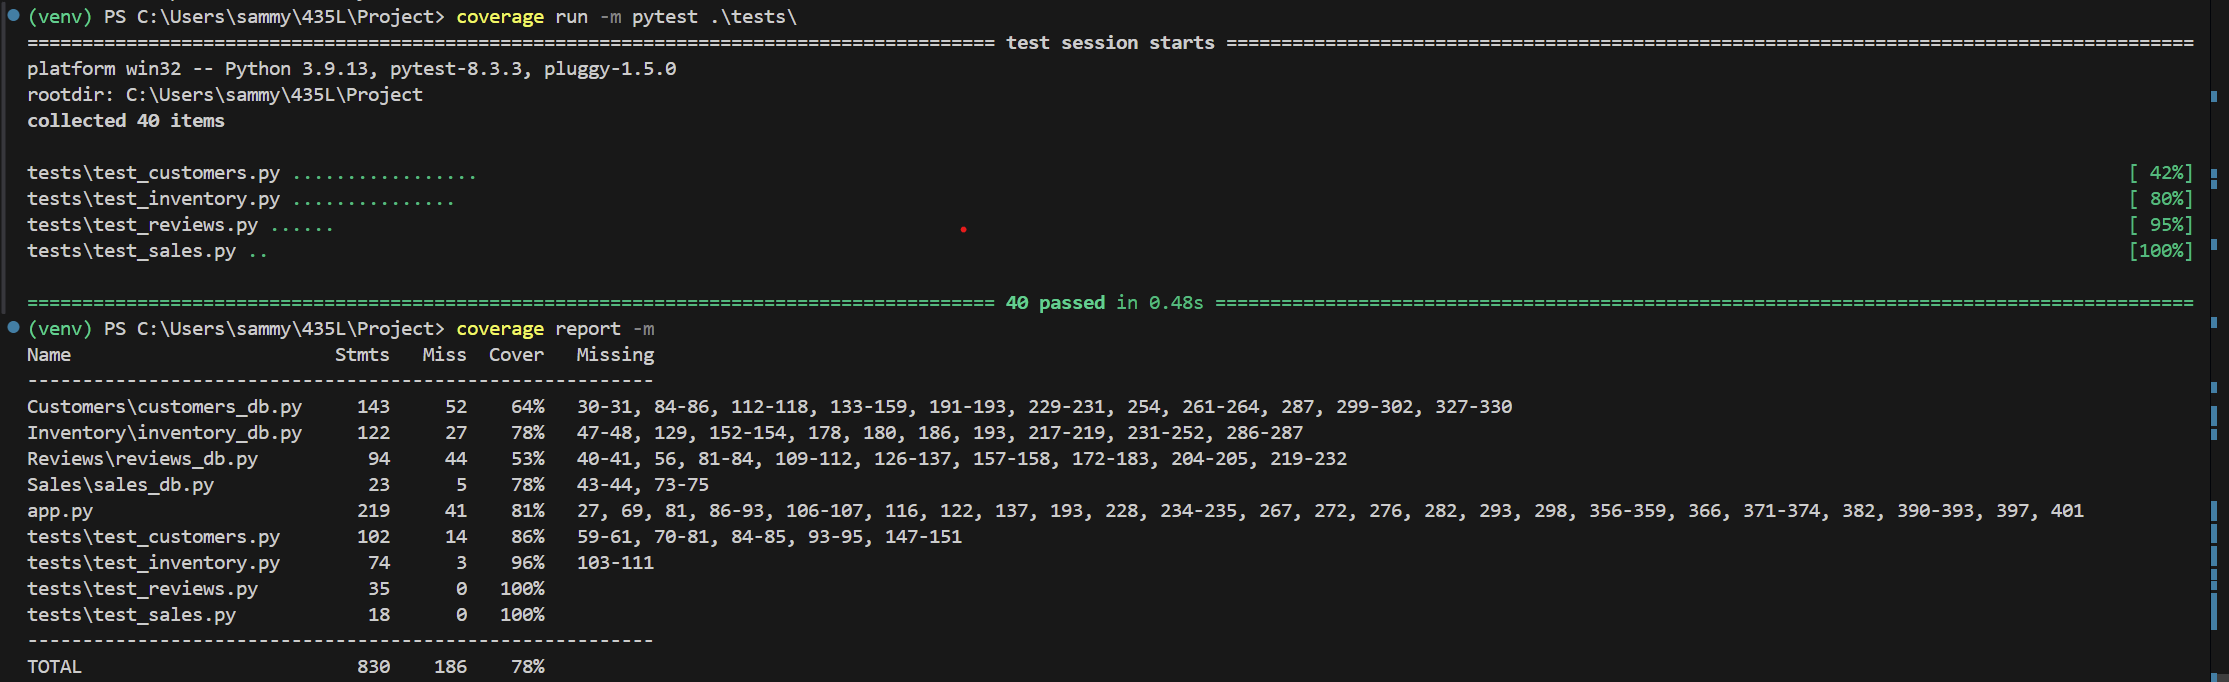 (venv) PS C:\Users\sammy\435L\Project> coverage run -m pytest .\tests\
======================================================================================== test session starts ========================================================================================
platform win32 -- Python 3.9.13, pytest-8.3.3, pluggy-1.5.0
rootdir: C:\Users\sammy\435L\Project
collected 40 items
tests\test_customers.py ................. [ 42%]
tests\test_inventory.py ............... [ 80%]
tests\test_reviews.py ...... [ 95%]
tests\test_sales.py .. [100%]
======================================================================================== 40 passed in 0.48s =========================================================================================
(venv) PS C:\Users\sammy\435L\Project> coverage report -m
Name                            Stmts   Miss  Cover   Missing
---------------------------------------------------------
Customers\customers_db.py     143     52    64%   30-31, 84-86, 112-118, 133-159, 191-193, 229-231, 254, 261-264, 287, 299-302, 327-330
Inventory\inventory_db.py     122     27    78%   47-48, 129, 152-154, 178, 180, 186, 193, 217-219, 231-252, 286-287
Reviews\reviews_db.py          94     44    53%   40-41, 56, 81-84, 109-112, 126-137, 157-158, 172-183, 204-205, 219-232
Sales\sales_db.py              23      5    78%   43-44, 73-75
app.py                        219     41    81%   27, 69, 81, 86-93, 106-107, 116, 122, 137, 193, 228, 234-235, 267, 272, 276, 282, 293, 298, 356-359, 366, 371-374, 382, 390-393, 397, 401
tests\test_customers.py       102     14    86%   59-61, 70-81, 84-85, 93-95, 147-151
tests\test_inventory.py        74      3    96%   103-111
tests\test_reviews.py          35      0   100%
tests\test_sales.py            18      0   100%
---------------------------------------------------------
TOTAL                         830    186    78%